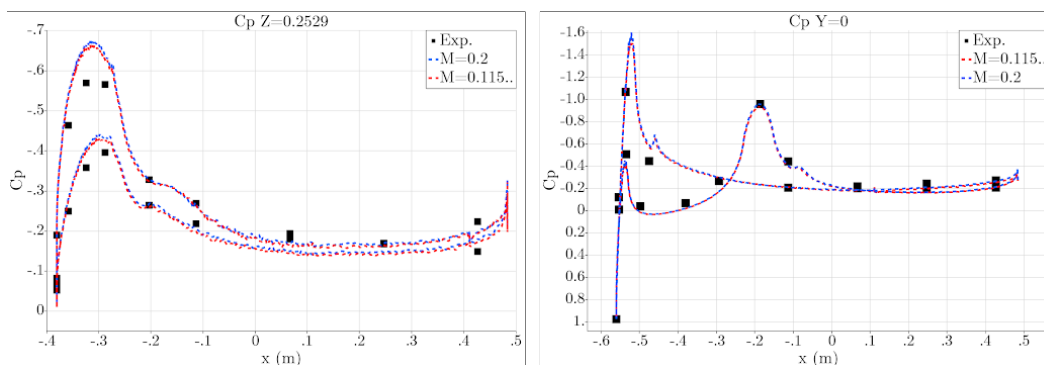 Cp Z=0.2529
-.7
-.6
-.5
-.4
-.3
-.2
-.1
0
Cp
Exp.
M=0.2
M=0.115..
-.4 -.3 -.2 -.1 0 .1 .2 .3 .4 .5
x (m)
Cp Y=0
-1.6
-1.4
-1.2
-1.0
-0.8
-0.6
-0.4
-0.2
0
0.2
0.4
0.6
0.8
1.
Cp
Exp.
M=0.115..
M=0.2
-.6 -.5 -.4 -.3 -.2 -.1 0 .1 .2 .3 .4 .5
x (m)